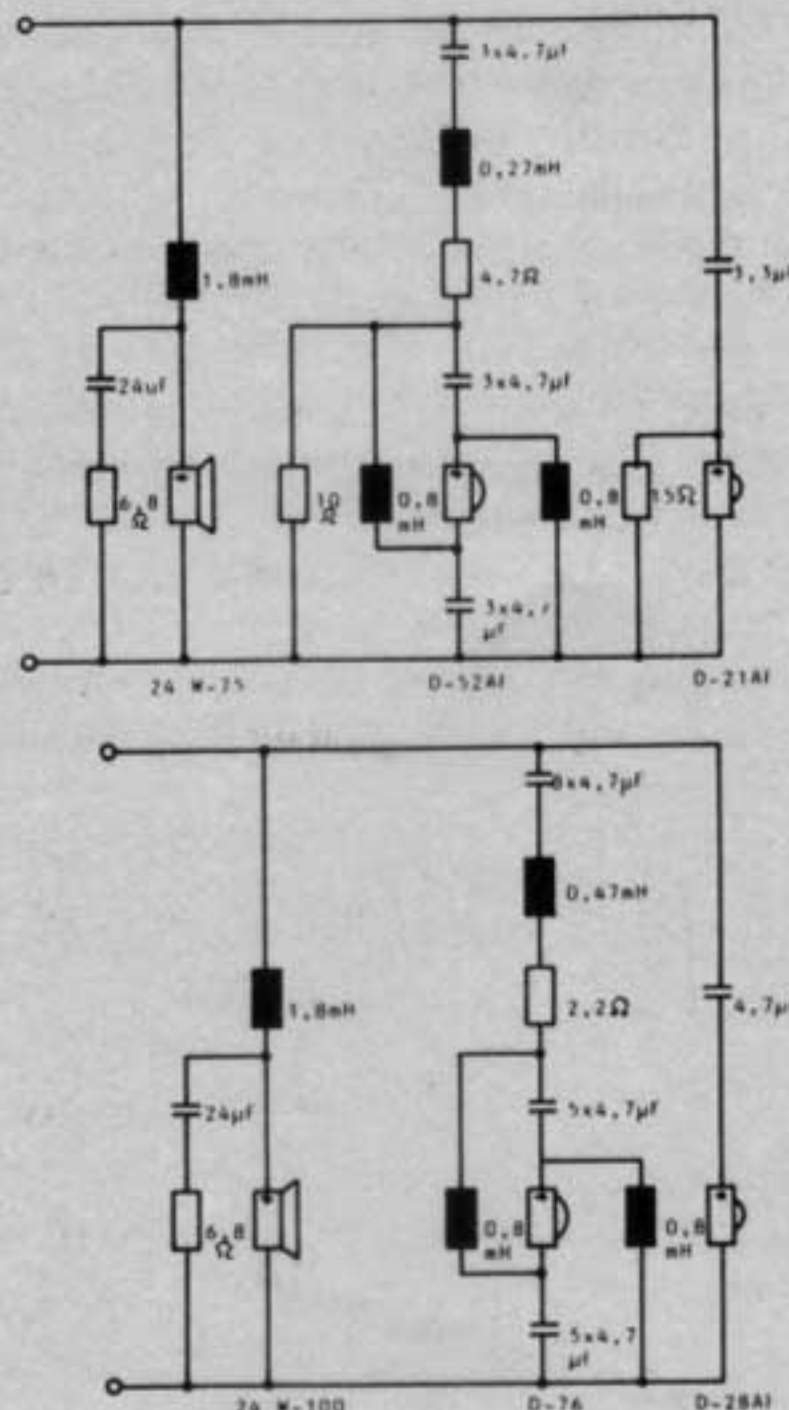 3x4,7µf
0,27mH
4,7Ω
3,3µf
1,8mH
24uF
3x4,7µf
6,8
Ω
0,8
mH
0,8
mH
15Ω
µf
24 W-75
D-52Af
D-21Af
8x4,7µf
0,47mH
2,2Ω
4,7µ
1,8mH
24µF
5x4,7µf
6,8
Ω
0,8
mH
0,8
mH
5x4,7
µf
24 W-100
D-76
D-28Af